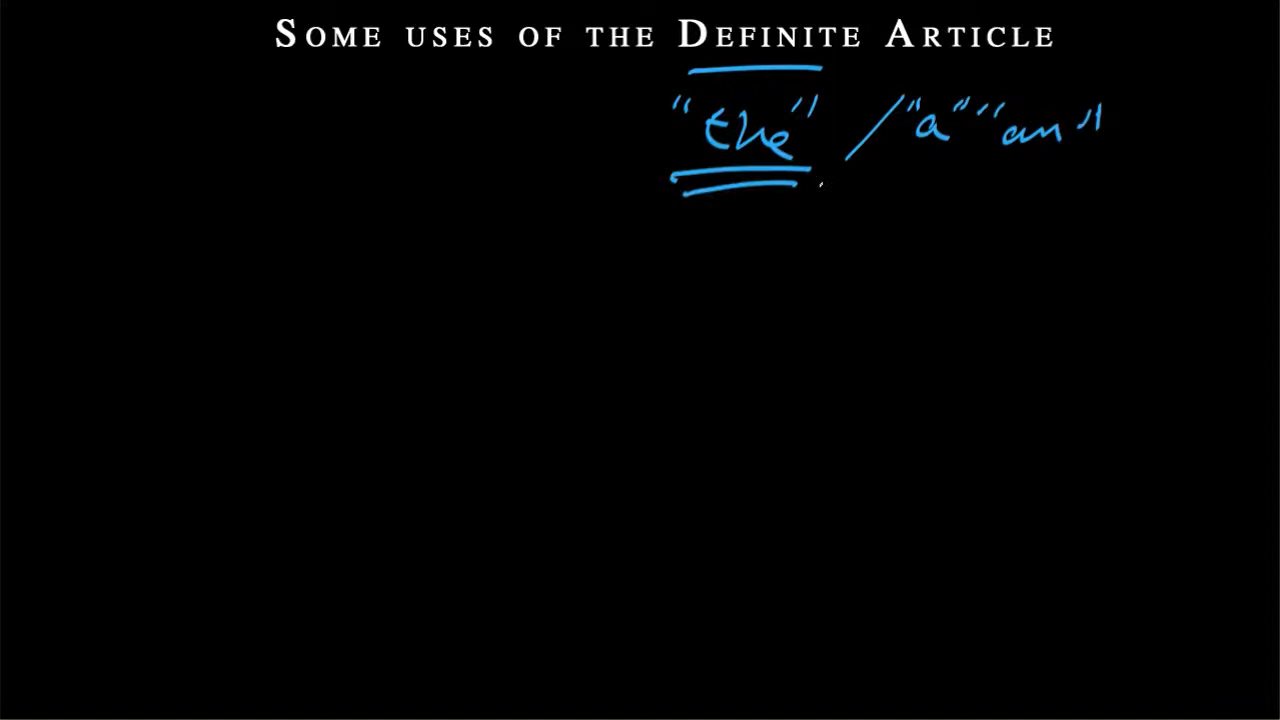 SOME USES OF THE DEFINITE ARTICLE
"the" / "a" "an"